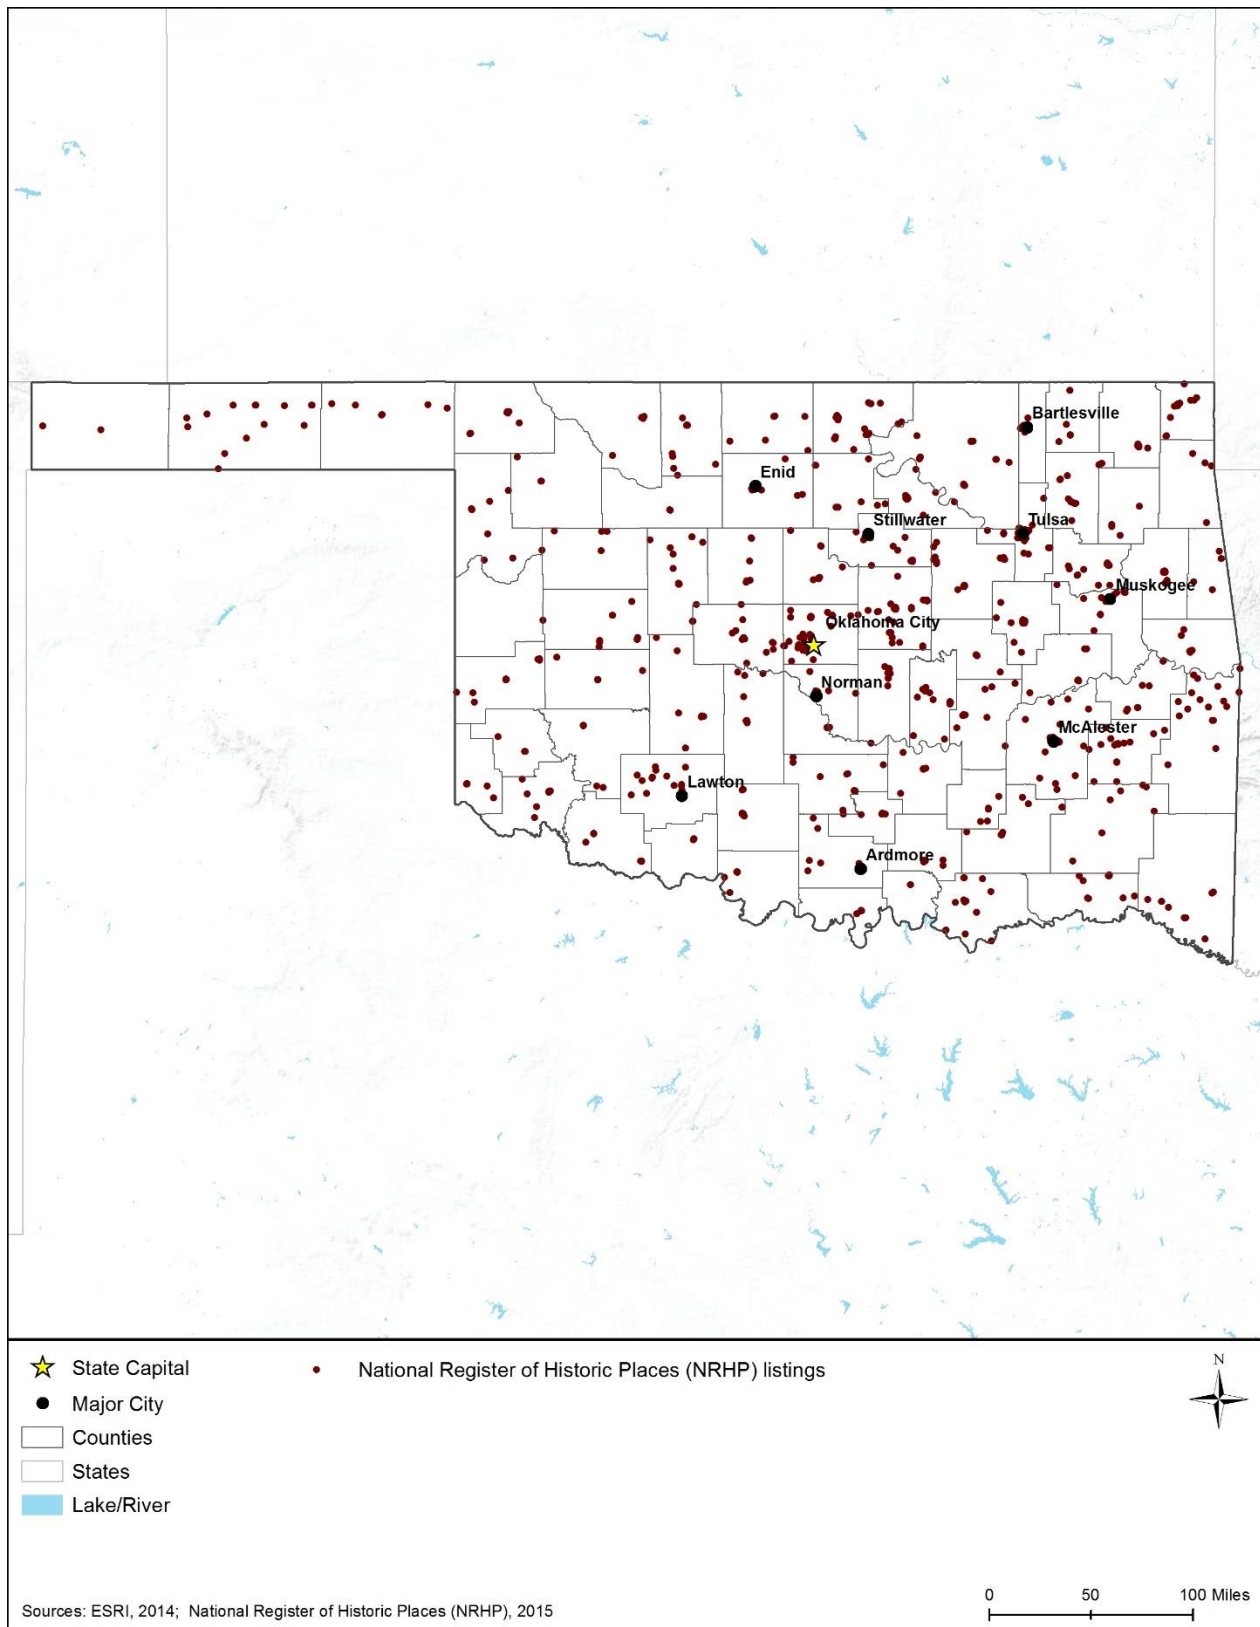 Bartlesville
Enid
Stillwater
Tulsa
Muskogee
Oklahoma City
Norman
McAlester
Lawton
Ardmore
State Capital
National Register of Historic Places (NRHP) listings
N
Major City
Counties
States
Lake/River
0 50 100 Miles
Sources: ESRI, 2014; National Register of Historic Places (NRHP), 2015